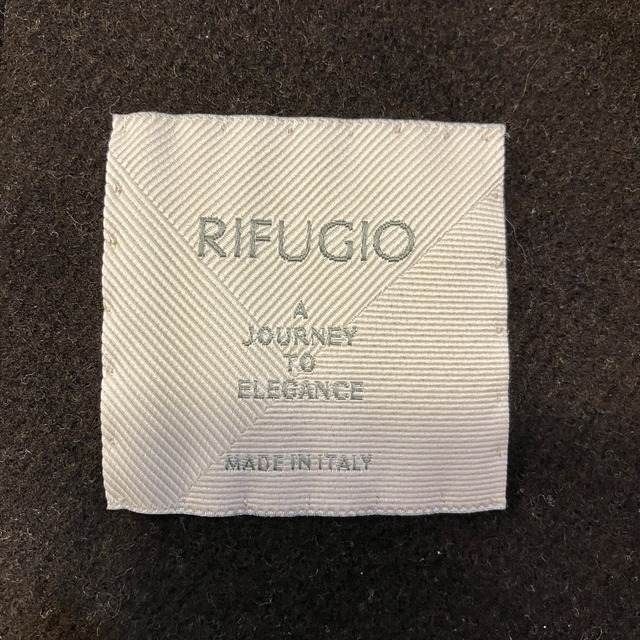 RIFUGIO
A
JOURNEY
TO
ELEGANCE
MADE IN ITALY